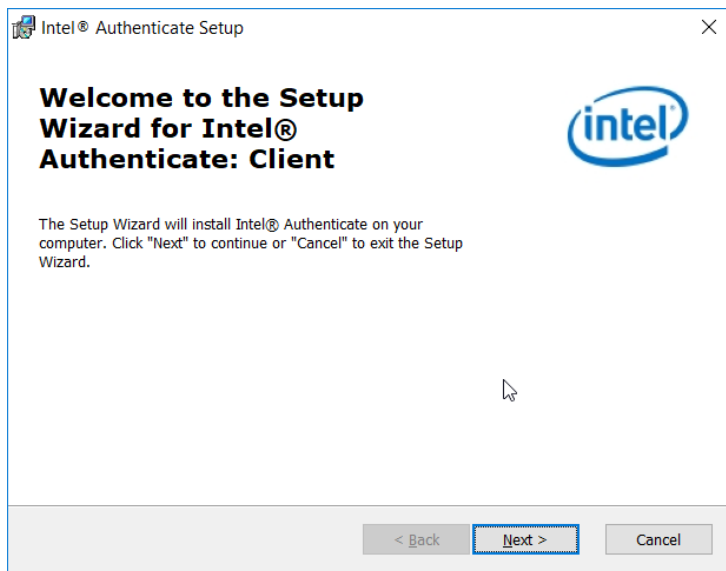 Intel® Authenticate Setup
Welcome to the Setup
Wizard for Intel®
Authenticate: Client
intel
The Setup Wizard will install Intel® Authenticate on your
computer. Click "Next" to continue or "Cancel" to exit the Setup
Wizard.
< Back
Next >
Cancel